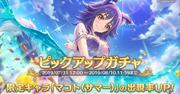 ピックアップガチャ
2019/07/31 12:00 ～ 2019/08/10 11:59まで
限定キャラ「マコト(サマー)」の出現率UP!